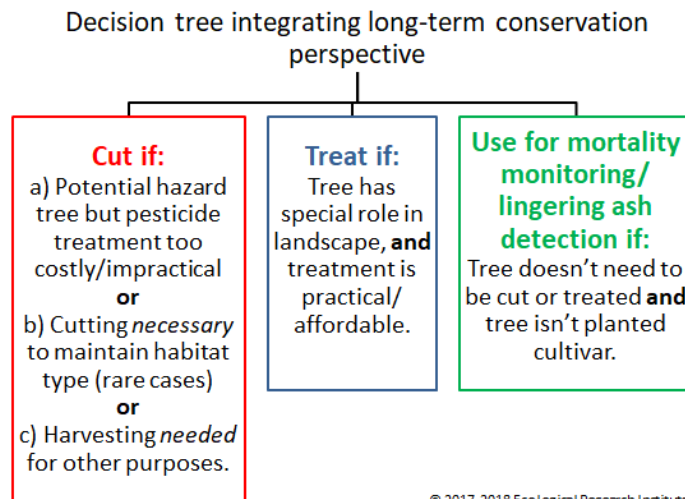 Decision tree integrating long-term conservation
perspective
Cut if:
a) Potential hazard
tree but pesticide
treatment too
costly/impractical
or
b) Cutting necessary
to maintain habitat
type (rare cases)
or
c) Harvesting needed
for other purposes.
Treat if:
Tree has
special role in
landscape, and
treatment is
practical/
affordable.
Use for mortality
monitoring/
lingering ash
detection if:
Tree doesn't need to
be cut or treated and
tree isn't planted
cultivar.
© 2017-2018 Ecological Research Institute